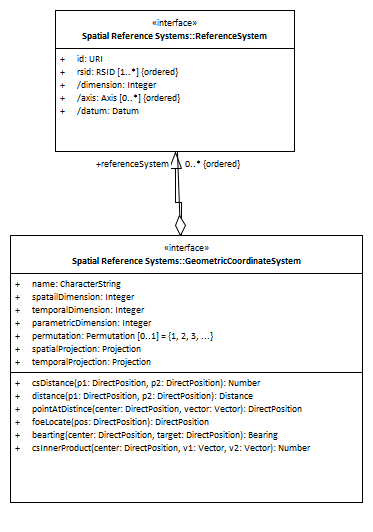 «interface»
Spatial Reference Systems::ReferenceSystem
+ id: URI
+ rsid: RSID [1..*] {ordered}
+ /dimension: Integer
+ /axis: Axis [0..*] {ordered}
+ /datum: Datum
+referenceSystem 0..* {ordered}
«interface»
Spatial Reference Systems::GeometricCoordinateSystem
+ name: CharacterString
+ spatailDimension: Integer
+ temporalDimension: Integer
+ parametricDimension: Integer
+ permutation: Permutation [0..1] = {1, 2, 3, ...}
+ spatialProjection: Projection
+ temporalProjection: Projection
+ csDistance(p1: DirectPosition, p2: DirectPosition): Number
+ distance(p1: DirectPosition, p2: DirectPosition): Distance
+ pointAtDistince(center: DirectPosition, vector: Vector): DirectPosition
+ foeLocate(pos: DirectPosition): DirectPosition
+ bearting(center: DirectPosition, target: DirectPosition): Bearing
+ csInnerProduct(center: DirectPosition, v1: Vector, v2: Vector): Number